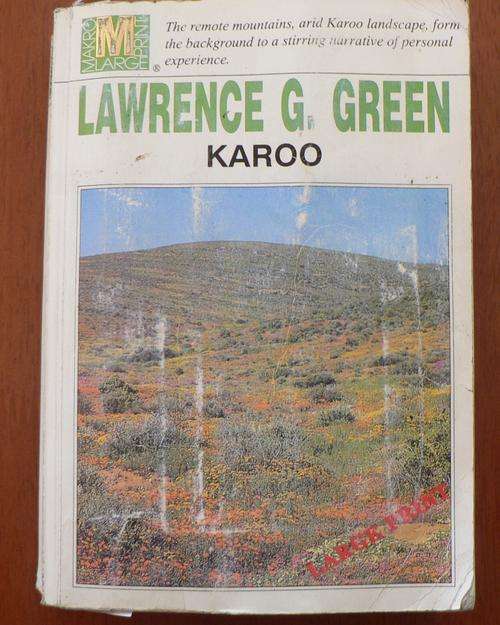 MAKRO
M
PRINT
LARGE
®
The remote mountains, arid Karoo landscape, form
the background to a stirring narrative of personal
experience.
LAWRENCE G. GREEN
KAROO
LARGE PRINT